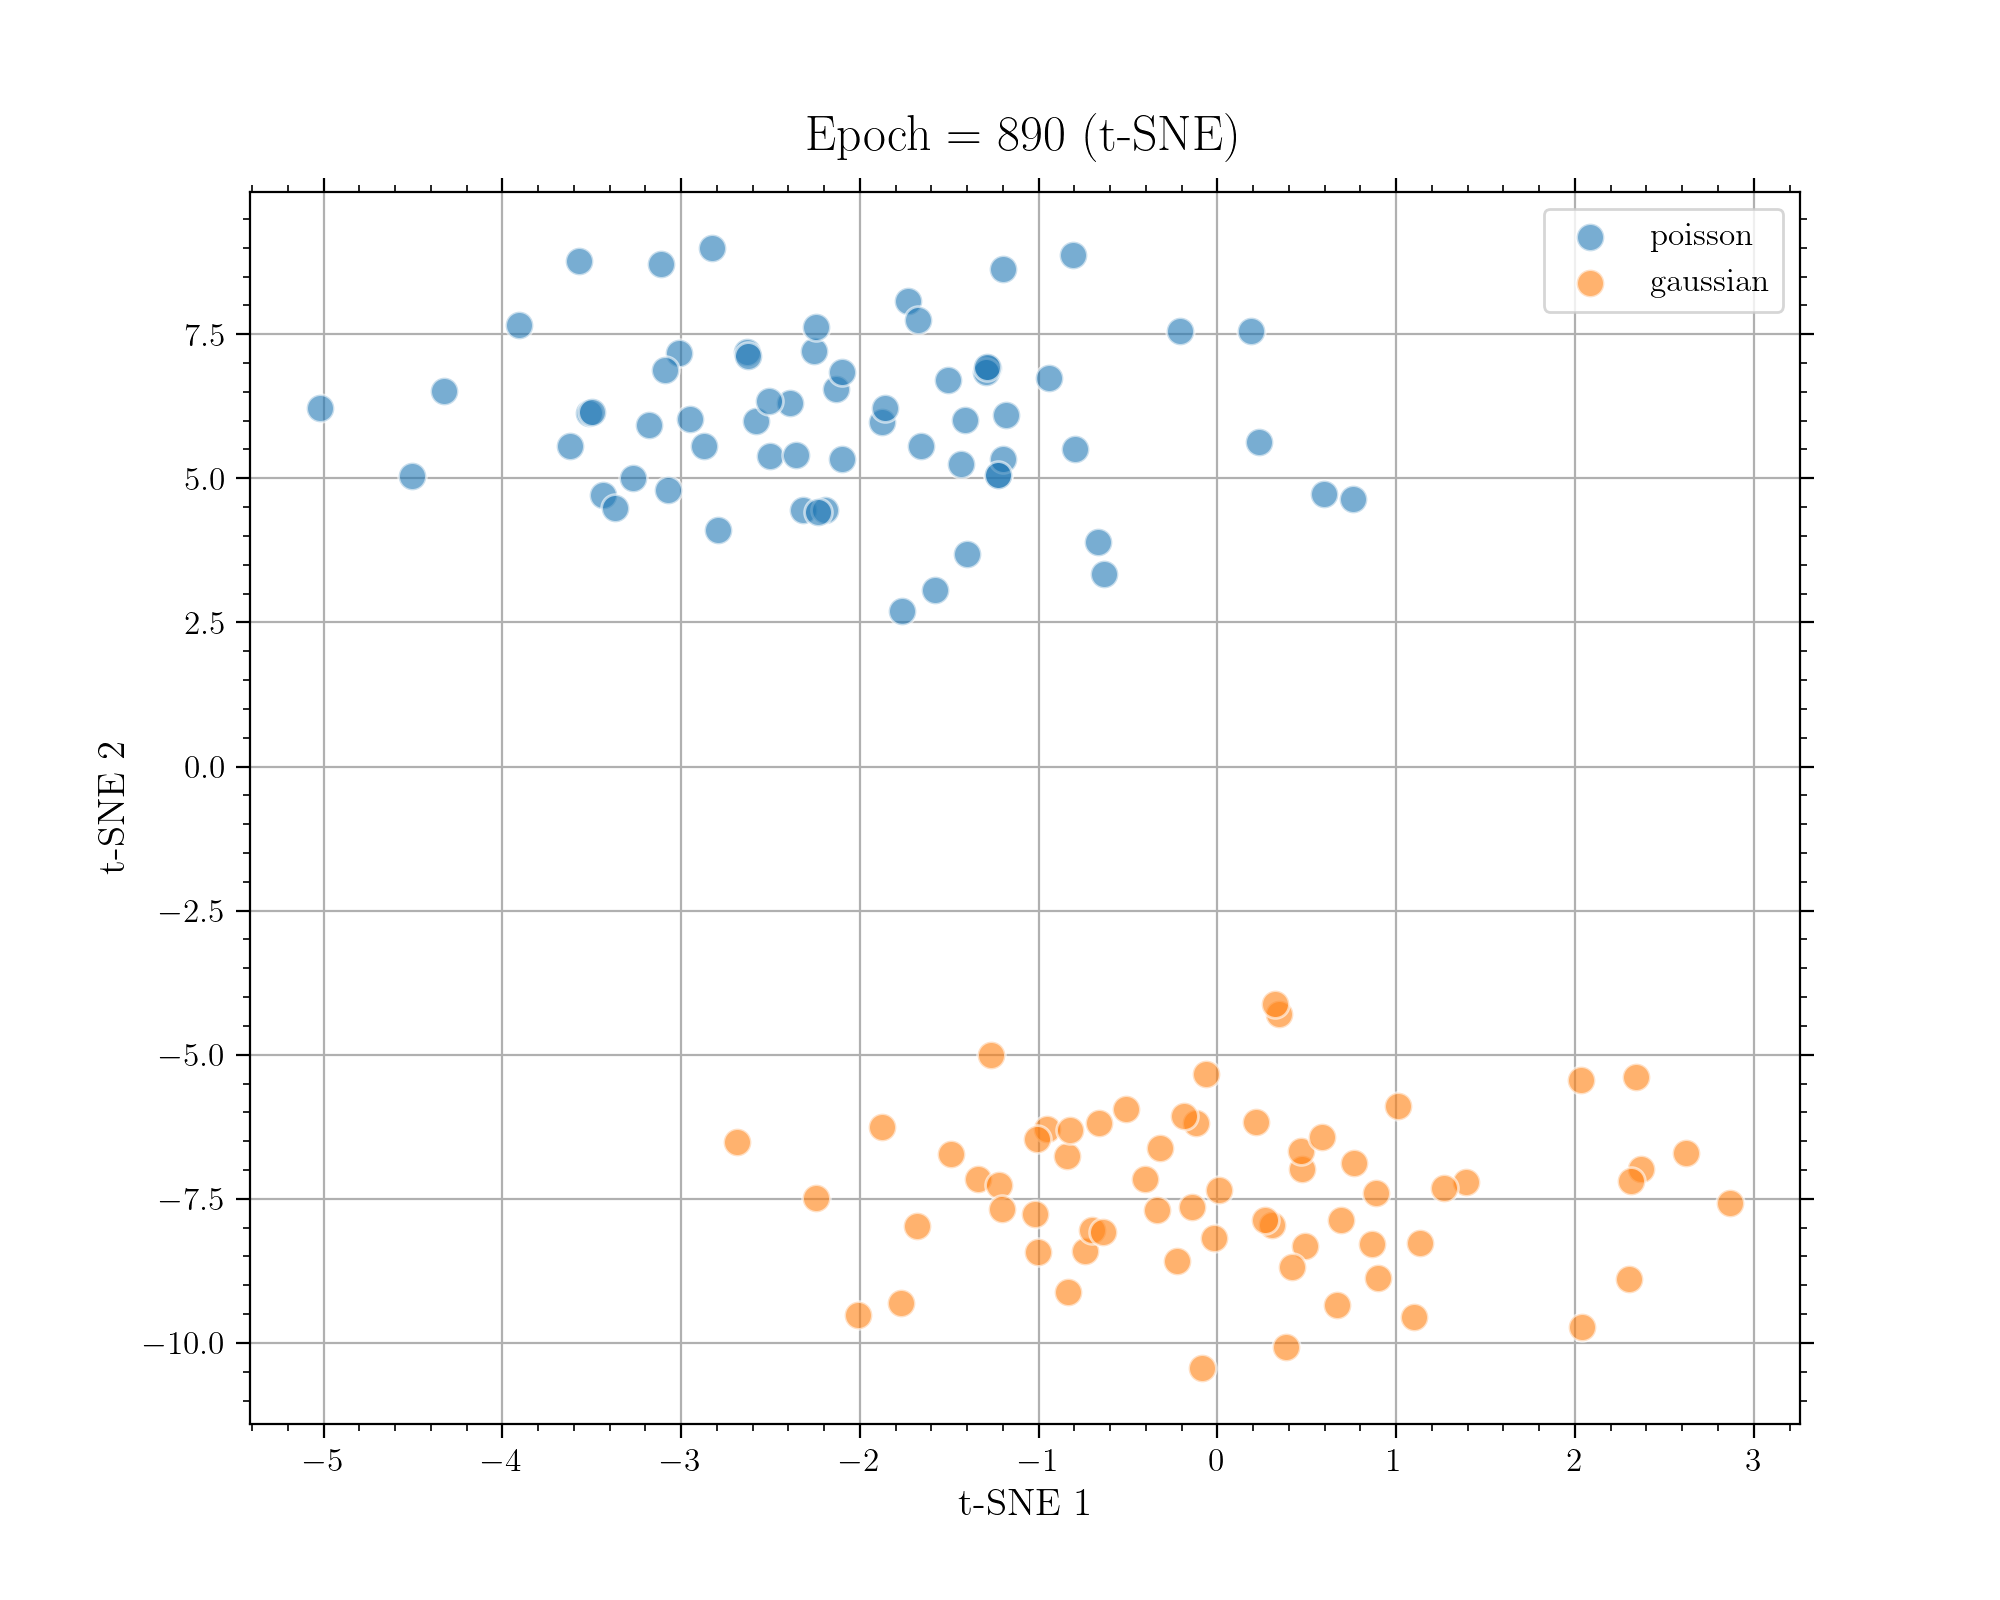 Epoch = 890 (t-SNE)
poisson
gaussian
7.5
5.0
2.5
0.0
−2.5
−5.0
−7.5
−10.0
t-SNE 2
−5 −4 −3 −2 −1 0 1 2 3
t-SNE 1